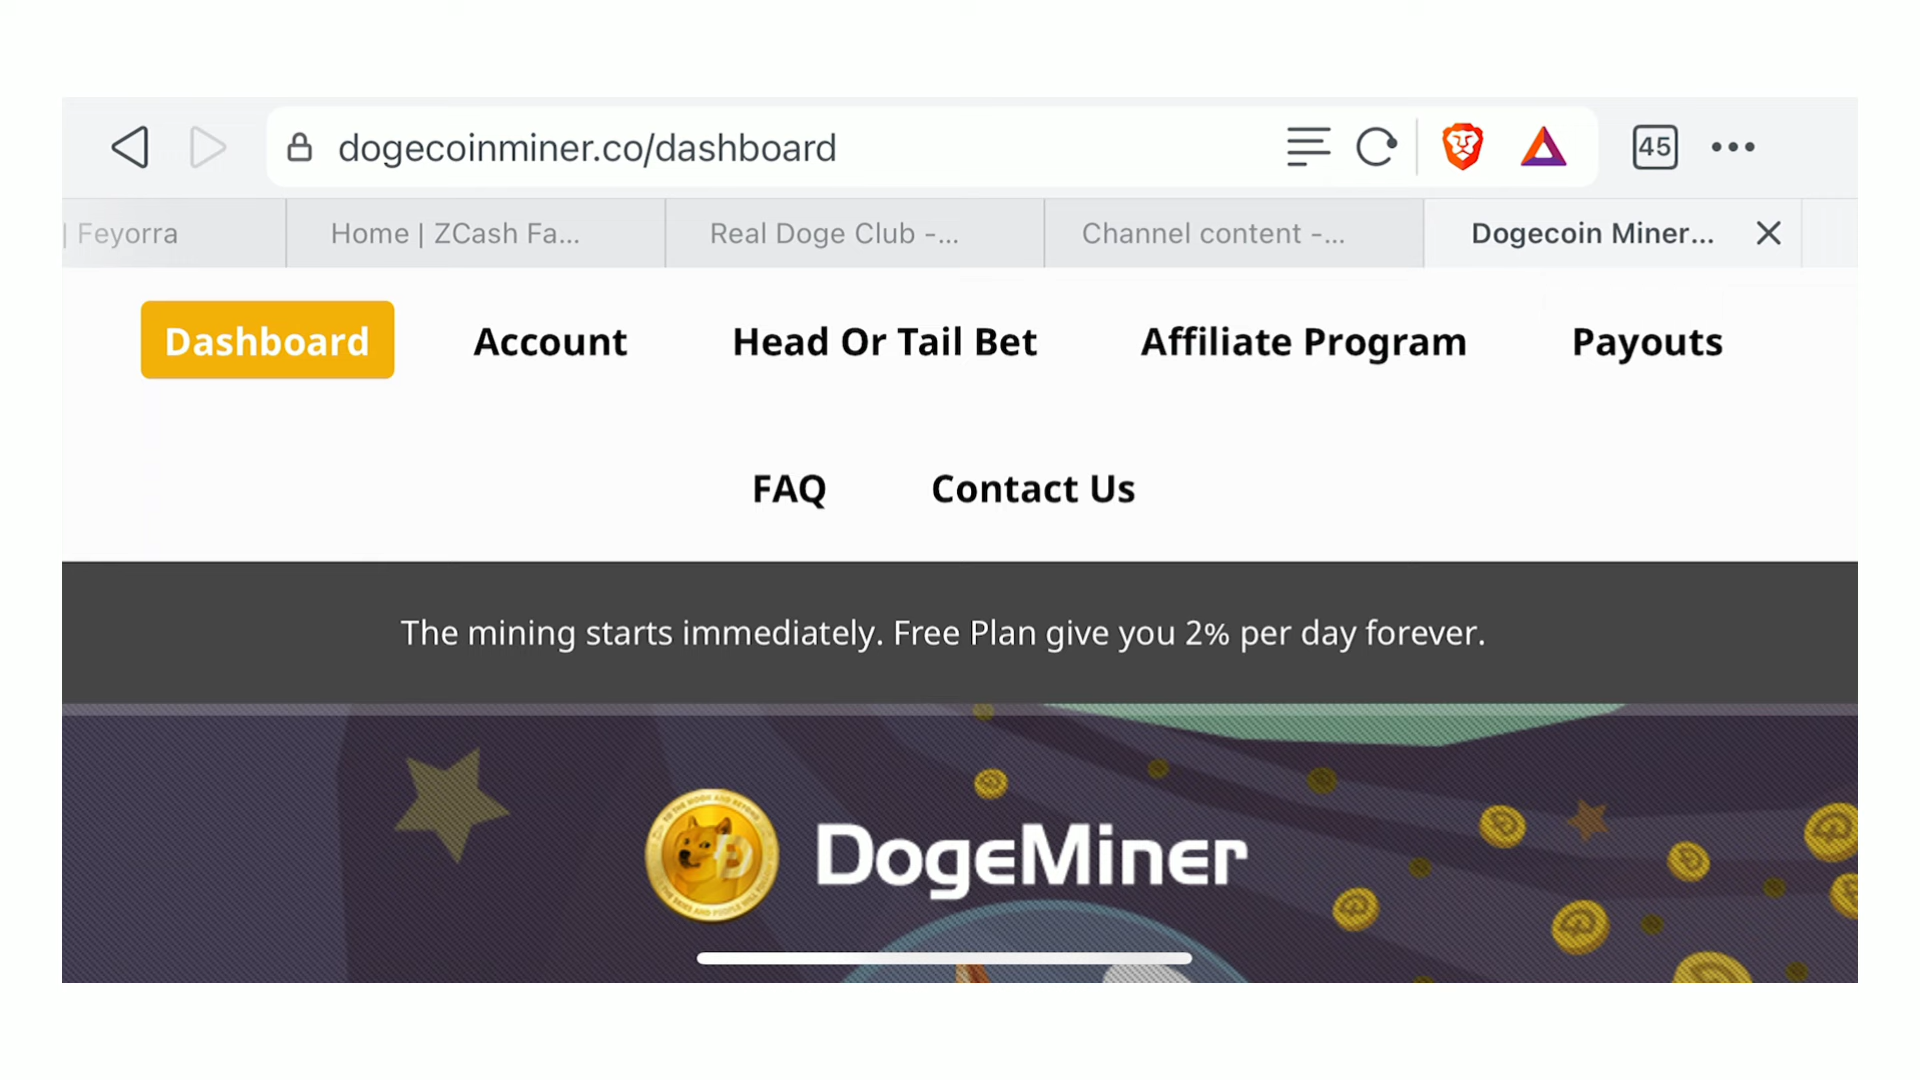 dogecoinminer.co/dashboard
45
| Feyorra
Home | ZCash Fa...
Real Doge Club -...
Channel content -...
Dogecoin Miner...
Dashboard
Account
Head Or Tail Bet
Affiliate Program
Payouts
FAQ
Contact Us
The mining starts immediately. Free Plan give you 2% per day forever.
DogeMiner